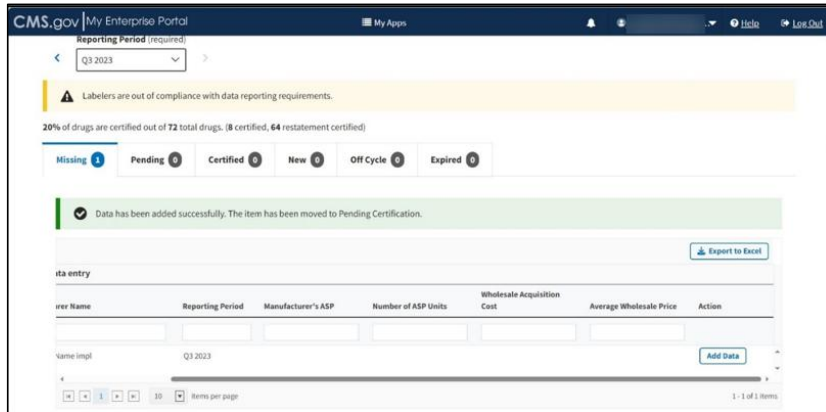 CMS.gov My Enterprise Portal My Apps Help Log Out
Reporting Period (required)
Q3 2023
Labelers are out of compliance with data reporting requirements.
20% of drugs are certified out of 72 total drugs. (8 certified, 64 restatement certified)
Missing 1 Pending 0 Certified 0 New 0 Off Cycle 0 Expired 0
Data has been added successfully. The item has been moved to Pending Certification.
Export to Excel
ata entry
urer Name Reporting Period Manufacturer's ASP Number of ASP Units Wholesale Acquisition Cost Average Wholesale Price Action
Name impl Q3 2023 Add Data
1 10 items per page 1 - 1 of 1 items